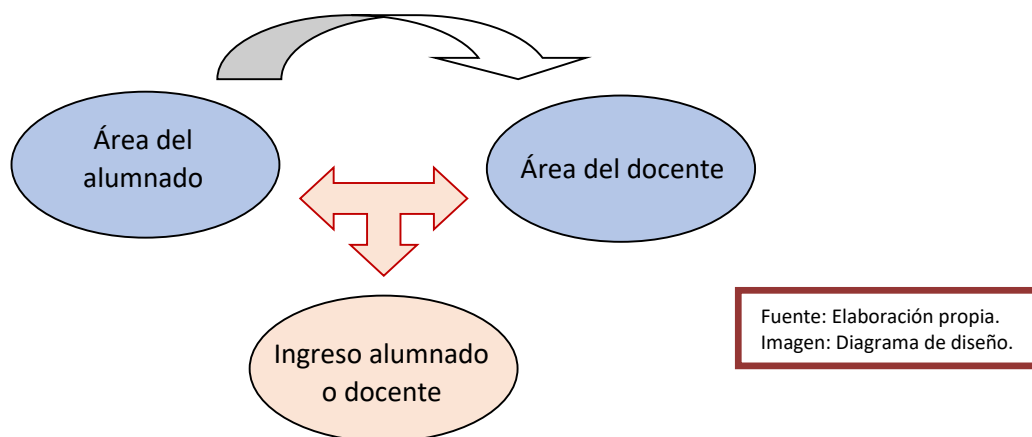 Área del
alumnado
Área del docente
Ingreso alumnado
o docente
Fuente: Elaboración propia.
Imagen: Diagrama de diseño.